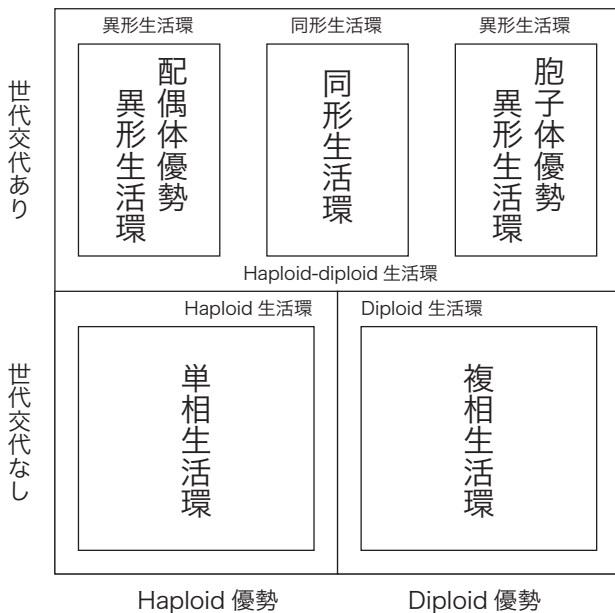 異形生活環
同形生活環
異形生活環
世代交代あり
配偶体優勢
異形生活環
同形生活環
胞子体優勢
異形生活環
Haploid-diploid 生活環
Haploid 生活環
Diploid 生活環
世代交代なし
単相生活環
複相生活環
Haploid 優勢
Diploid 優勢